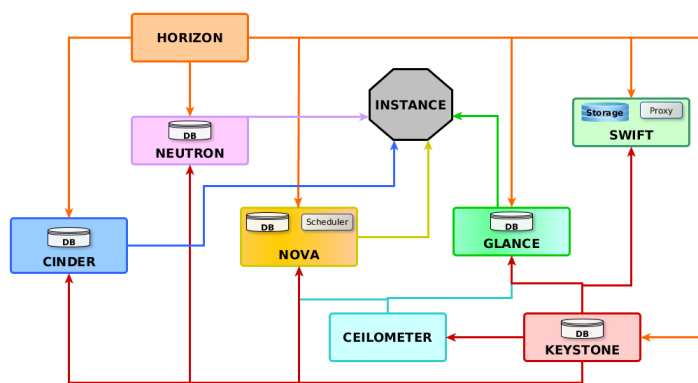 HORIZON
INSTANCE
Storage
Proxy
SWIFT
DB
NEUTRON
DB
CINDER
DB
Scheduler
NOVA
DB
GLANCE
CEILOMETER
DB
KEYSTONE